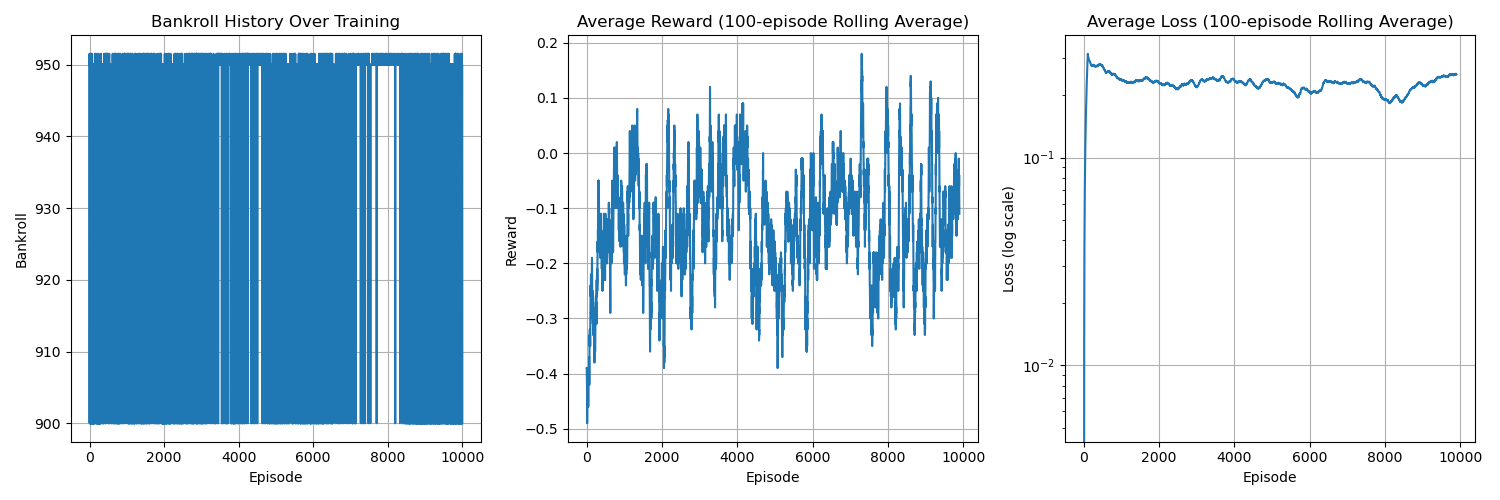 Bankroll History Over Training
Bankroll
950
940
930
920
910
900
0 2000 4000 6000 8000 10000
Episode
Average Reward (100-episode Rolling Average)
Reward
0.2
0.1
0.0
−0.1
−0.2
−0.3
−0.4
−0.5
0 2000 4000 6000 8000 10000
Episode
Average Loss (100-episode Rolling Average)
Loss (log scale)
10⁻¹
10⁻²
0 2000 4000 6000 8000 10000
Episode